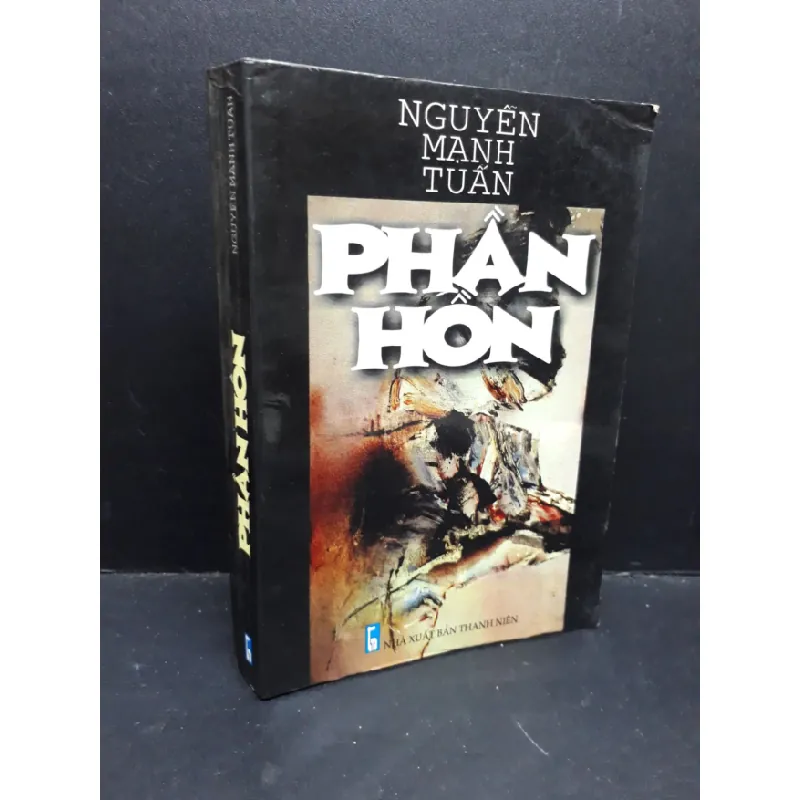 NGUYỄN
MẠNH
TUẤN
PHẦN
HỒN
NHÀ XUẤT BẢN THANH NIÊN
NGUYỄN MẠNH TUẤN
PHẦN HỒN